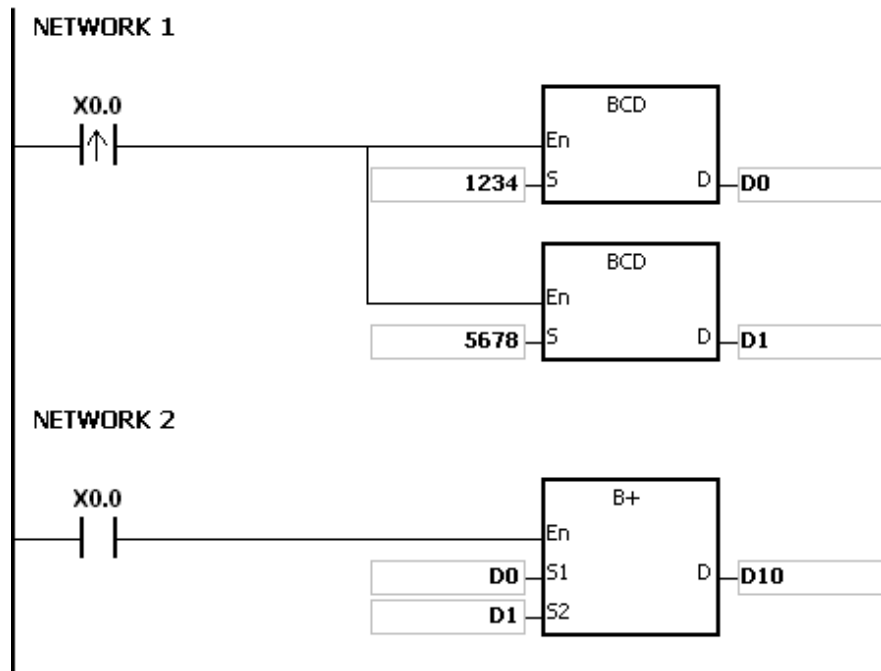 NETWORK 1
X0.0
BCD
En
1234 S D D0
BCD
En
5678 S D D1
NETWORK 2
X0.0
B+
En
D0 S1 D D10
D1 S2